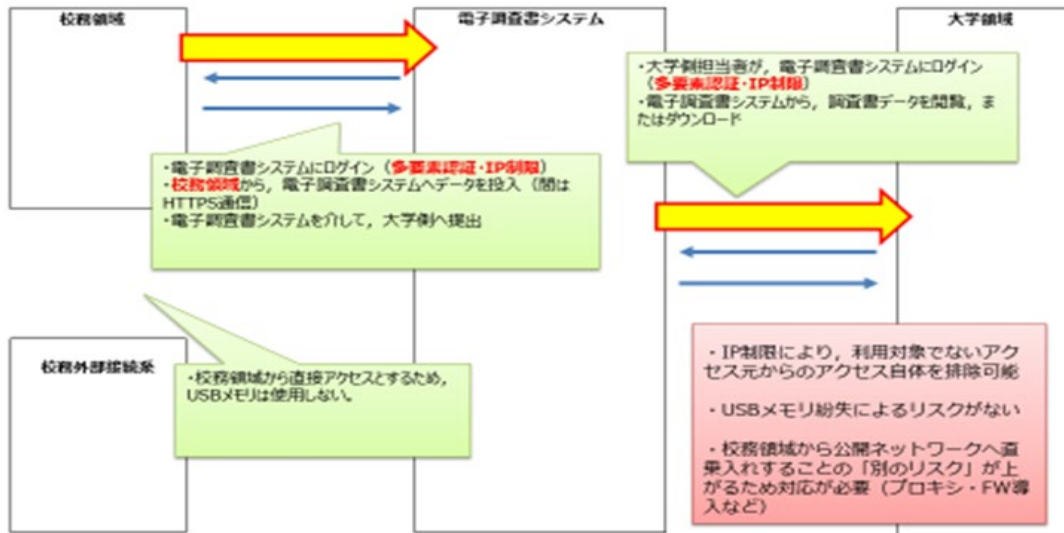 校務領域
電子調査書システム
大学領域
・大学側担当者が，電子調査書システムにログイン
（多要素認証・IP制限）
・電子調査書システムから，調査書データを閲覧，ま
たはダウンロード
・電子調査書システムにログイン（多要素認証・IP制限）
・校務領域から，電子調査書システムへデータを投入（間は
HTTPS通信）
・電子調査書システムを介して，大学側へ提出
校務外部接続系
・校務領域から直接アクセスとするため，
USBメモリは使用しない。
・IP制限により，利用対象でないアク
セス元からのアクセス自体を排除可能
・USBメモリ紛失によるリスクがない
・校務領域から公開ネットワークへ直
乗入れすることの「別のリスク」が上
がるため対応が必要（プロキシ・FW導
入など）